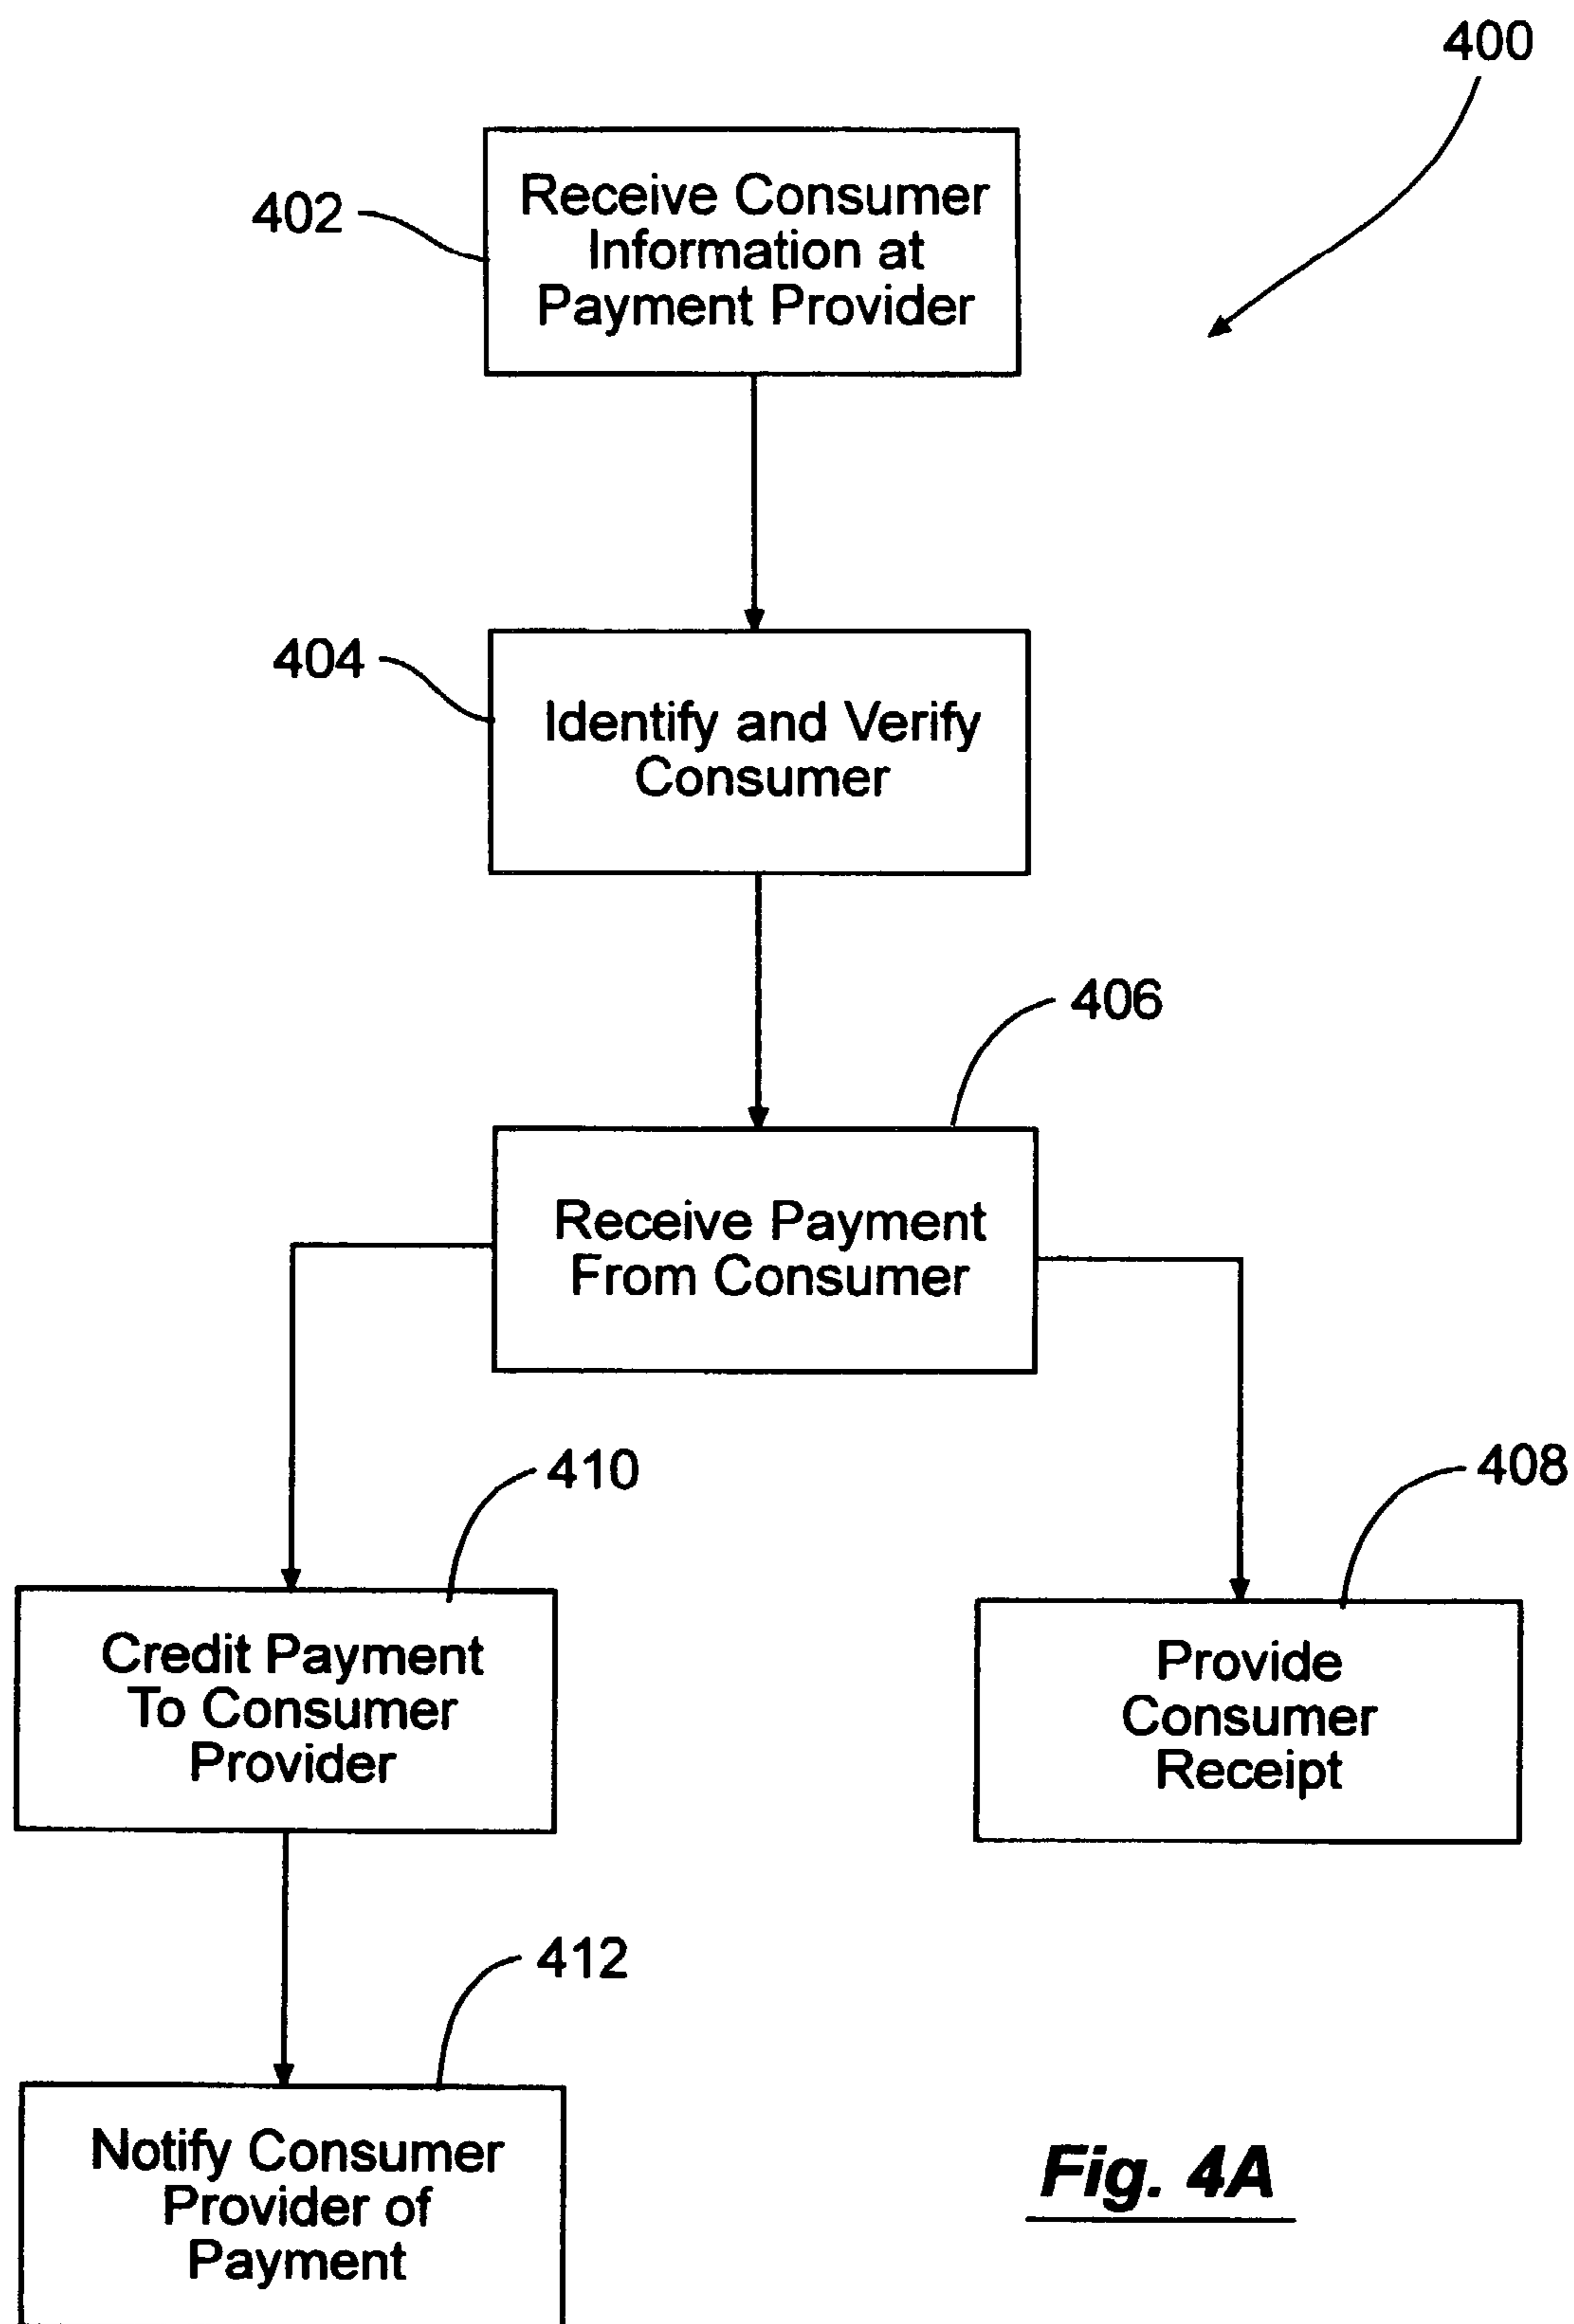 400
402
Receive Consumer
Information at
Payment Provider
404
Identify and Verify
Consumer
406
Receive Payment
From Consumer
410
408
Credit Payment
To Consumer
Provider
Provide
Consumer
Receipt
412
Notify Consumer
Provider of
Payment
Fig. 4A